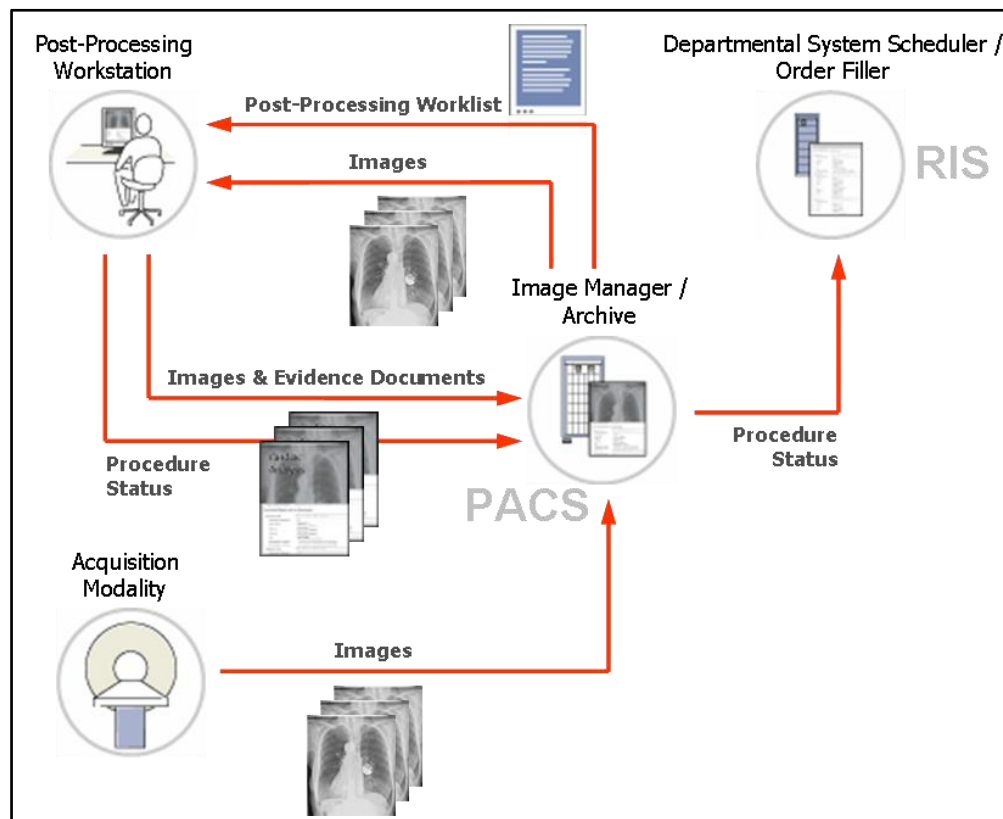 Post-Processing
Workstation
Departmental System Scheduler /
Order Filler
Post-Processing Worklist
RIS
Images
Image Manager /
Archive
Images & Evidence Documents
Procedure
Status
Procedure
Status
PACS
Acquisition
Modality
Images